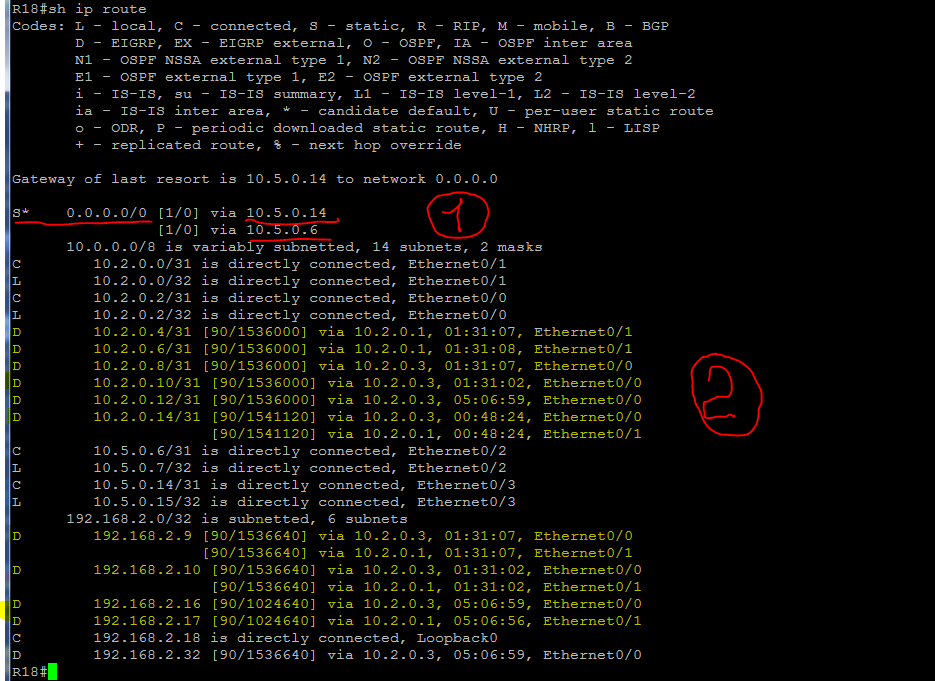 R18#sh ip route
Codes: L - local, C - connected, S - static, R - RIP, M - mobile, B - BGP
       D - EIGRP, EX - EIGRP external, O - OSPF, IA - OSPF inter area
       N1 - OSPF NSSA external type 1, N2 - OSPF NSSA external type 2
       E1 - OSPF external type 1, E2 - OSPF external type 2
       i - IS-IS, su - IS-IS summary, L1 - IS-IS level-1, L2 - IS-IS level-2
       ia - IS-IS inter area, * - candidate default, U - per-user static route
       o - ODR, P - periodic downloaded static route, H - NHRP, l - LISP
       + - replicated route, % - next hop override
Gateway of last resort is 10.5.0.14 to network 0.0.0.0
S*    0.0.0.0/0 [1/0] via 10.5.0.14
1
                [1/0] via 10.5.0.6
      10.0.0.0/8 is variably subnetted, 14 subnets, 2 masks
C        10.2.0.0/31 is directly connected, Ethernet0/1
L        10.2.0.0/32 is directly connected, Ethernet0/1
C        10.2.0.2/31 is directly connected, Ethernet0/0
L        10.2.0.2/32 is directly connected, Ethernet0/0
D        10.2.0.4/31 [90/1536000] via 10.2.0.1, 01:31:07, Ethernet0/1
D        10.2.0.6/31 [90/1536000] via 10.2.0.1, 01:31:08, Ethernet0/1
D        10.2.0.8/31 [90/1536000] via 10.2.0.3, 01:31:07, Ethernet0/0
D        10.2.0.10/31 [90/1536000] via 10.2.0.3, 01:31:02, Ethernet0/0
2
D        10.2.0.12/31 [90/1536000] via 10.2.0.3, 05:06:59, Ethernet0/0
D        10.2.0.14/31 [90/1541120] via 10.2.0.3, 00:48:24, Ethernet0/0
                      [90/1541120] via 10.2.0.1, 00:48:24, Ethernet0/1
C        10.5.0.6/31 is directly connected, Ethernet0/2
L        10.5.0.7/32 is directly connected, Ethernet0/2
C        10.5.0.14/31 is directly connected, Ethernet0/3
L        10.5.0.15/32 is directly connected, Ethernet0/3
      192.168.2.0/32 is subnetted, 6 subnets
D        192.168.2.9 [90/1536640] via 10.2.0.3, 01:31:07, Ethernet0/0
                     [90/1536640] via 10.2.0.1, 01:31:07, Ethernet0/1
D        192.168.2.10 [90/1536640] via 10.2.0.3, 01:31:02, Ethernet0/0
                      [90/1536640] via 10.2.0.1, 01:31:02, Ethernet0/1
D        192.168.2.16 [90/1024640] via 10.2.0.3, 05:06:59, Ethernet0/0
D        192.168.2.17 [90/1024640] via 10.2.0.1, 05:06:56, Ethernet0/1
C        192.168.2.18 is directly connected, Loopback0
D        192.168.2.32 [90/1536640] via 10.2.0.3, 05:06:59, Ethernet0/0
R18#